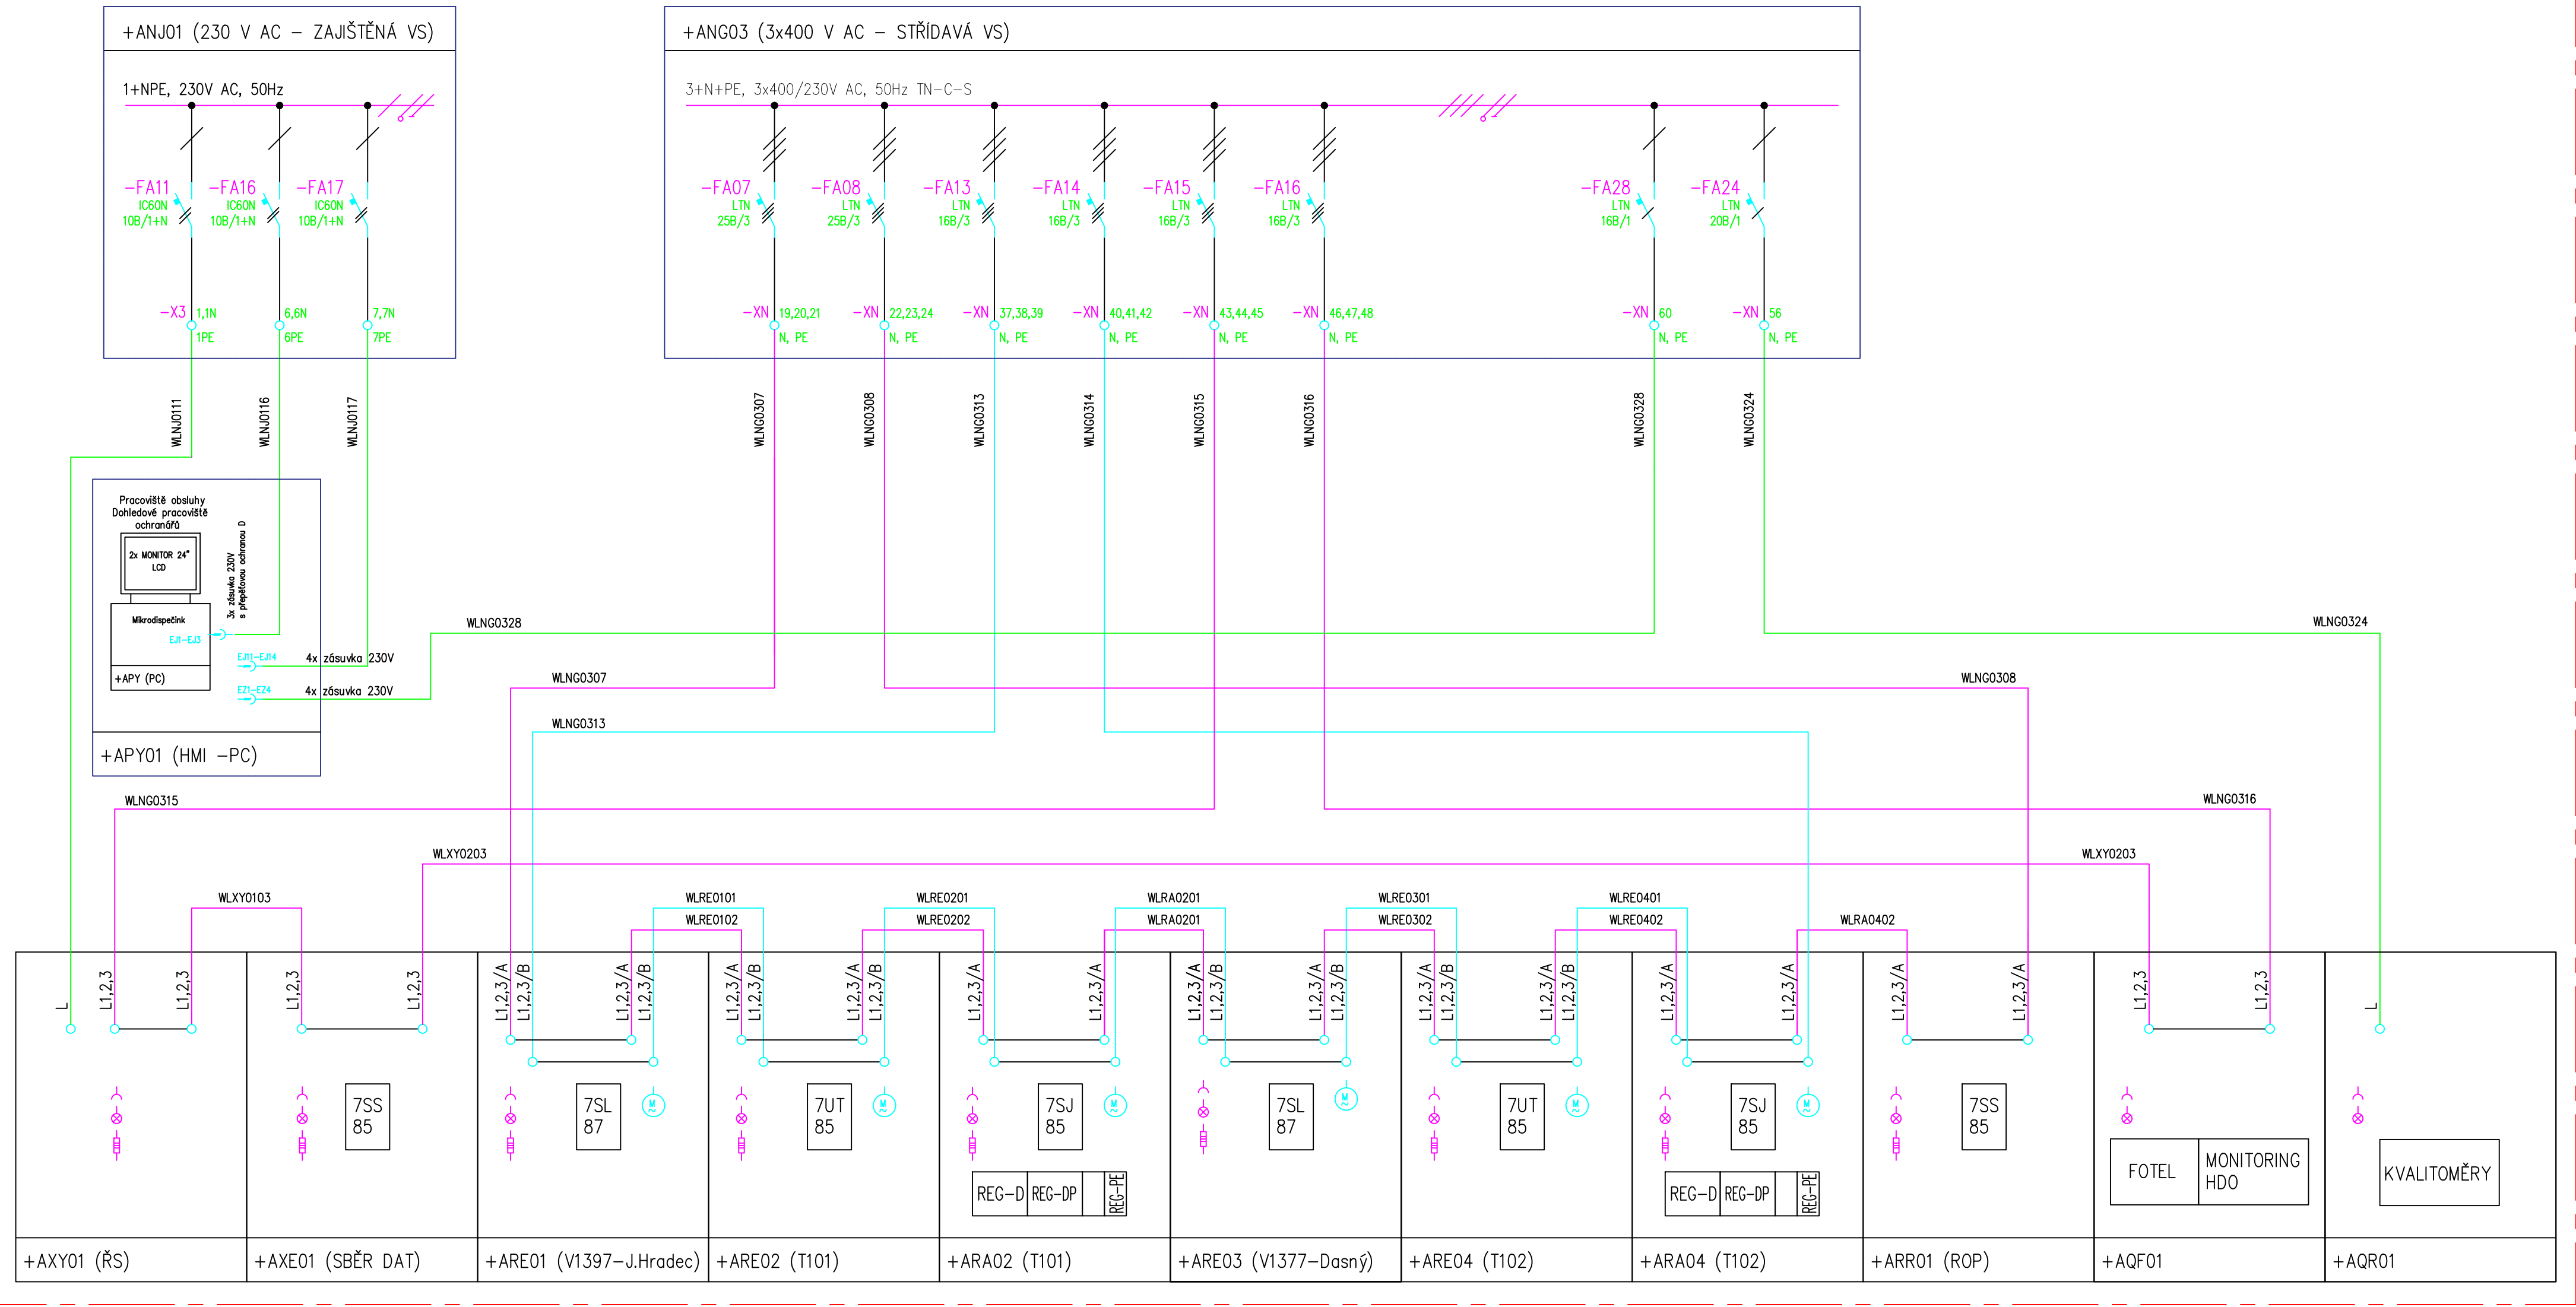 +ANJ01 (230 V AC – ZAJIŠTĚNÁ VS)
1+NPE, 230V AC, 50Hz
-FA11
IC60N
10B/1+N
-FA16
IC60N
10B/1+N
-FA17
IC60N
10B/1+N
-X3
1,1N
1PE
6,6N
6PE
7,7N
7PE
WLNJ0111
WLNJ0116
WLNJ0117
+ANG03 (3x400 V AC – STŘÍDAVÁ VS)
3+N+PE, 3x400/230V AC, 50Hz TN-C-S
-FA07
LTN
25B/3
-FA08
LTN
25B/3
-FA13
LTN
16B/3
-FA14
LTN
16B/3
-FA15
LTN
16B/3
-FA16
LTN
16B/3
-FA28
LTN
16B/1
-FA24
LTN
20B/1
-XN 19,20,21
N, PE
-XN 22,23,24
N, PE
-XN 37,38,39
N, PE
-XN 40,41,42
N, PE
-XN 43,44,45
N, PE
-XN 46,47,48
N, PE
-XN 60
N, PE
-XN 56
N, PE
WLNG0307
WLNG0308
WLNG0313
WLNG0314
WLNG0315
WLNG0316
WLNG0328
WLNG0324
Pracoviště obsluhy
Dohledové pracoviště
ochranářů
2x MONITOR 24"
LCD
Mikrodispečink
EJ1-EJ3
+APY (PC)
3x zásuvka 230V
s přepěťovou ochranou D
EJ11-EJ14
4x zásuvka 230V
EZ1-EZ4
4x zásuvka 230V
+APY01 (HMI -PC)
WLNG0328
WLNG0324
WLNG0307
WLNG0308
WLNG0313
WLNG0315
WLNG0316
WLXY0203
WLXY0203
WLXY0103
WLRE0101
WLRE0102
WLRE0201
WLRE0202
WLRA0201
WLRA0201
WLRE0301
WLRE0302
WLRE0401
WLRE0402
WLRA0402
L
L1,2,3
L1,2,3
L1,2,3
L1,2,3
L1,2,3/A
L1,2,3/B
L1,2,3/A
L1,2,3/B
L1,2,3/A
L1,2,3/B
L1,2,3/A
L1,2,3/B
L1,2,3/A
L1,2,3/A
L1,2,3/A
L1,2,3/B
L1,2,3/A
L1,2,3/B
L1,2,3/A
L1,2,3/B
L1,2,3/A
L1,2,3/B
L1,2,3/A
L1,2,3/A
L1,2,3/A
L1,2,3/A
L1,2,3
L1,2,3
L
7SS
85
7SL
87
M
~
7UT
85
M
~
7SJ
85
M
~
7SL
87
M
~
7UT
85
M
~
7SJ
85
M
~
7SS
85
REG-D
REG-DP
REG-PE
REG-D
REG-DP
REG-PE
FOTEL
MONITORING
HDO
KVALITOMĚRY
+AXY01 (ŘS)
+AXE01 (SBĚR DAT)
+ARE01 (V1397-J.Hradec)
+ARE02 (T101)
+ARA02 (T101)
+ARE03 (V1377-Dasný)
+ARE04 (T102)
+ARA04 (T102)
+ARR01 (ROP)
+AQF01
+AQR01